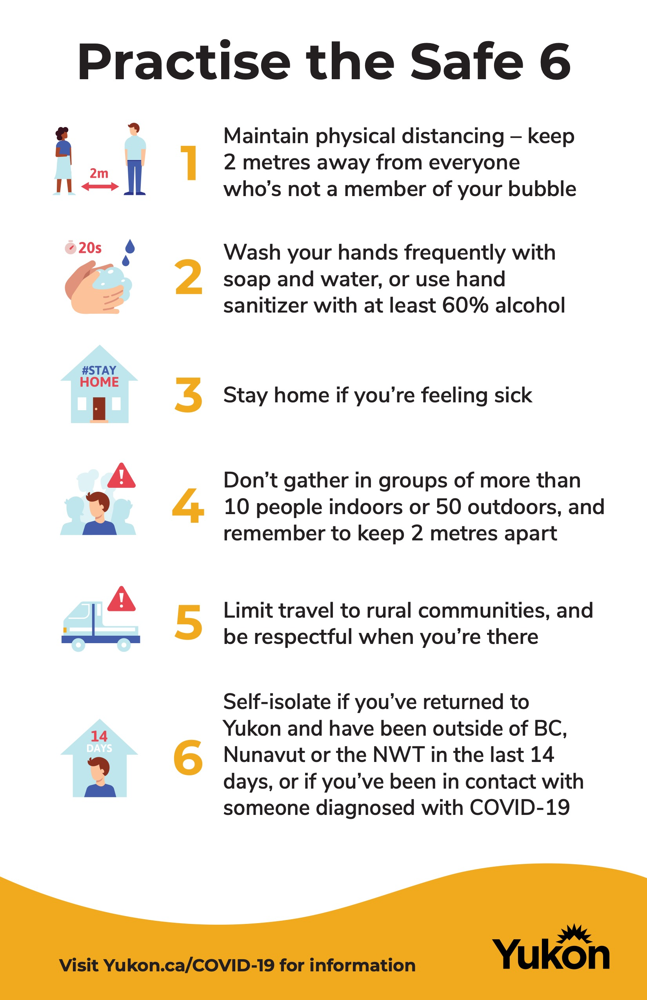 Practise the Safe 6
2m
1
Maintain physical distancing – keep
2 metres away from everyone
who’s not a member of your bubble
20s
2
Wash your hands frequently with
soap and water, or use hand
sanitizer with at least 60% alcohol
#STAY
HOME
3
Stay home if you’re feeling sick
!
4
Don’t gather in groups of more than
10 people indoors or 50 outdoors, and
remember to keep 2 metres apart
!
5
Limit travel to rural communities, and
be respectful when you’re there
14
DAYS
6
Self-isolate if you’ve returned to
Yukon and have been outside of BC,
Nunavut or the NWT in the last 14
days, or if you’ve been in contact with
someone diagnosed with COVID-19
Visit Yukon.ca/COVID-19 for information
Yukon